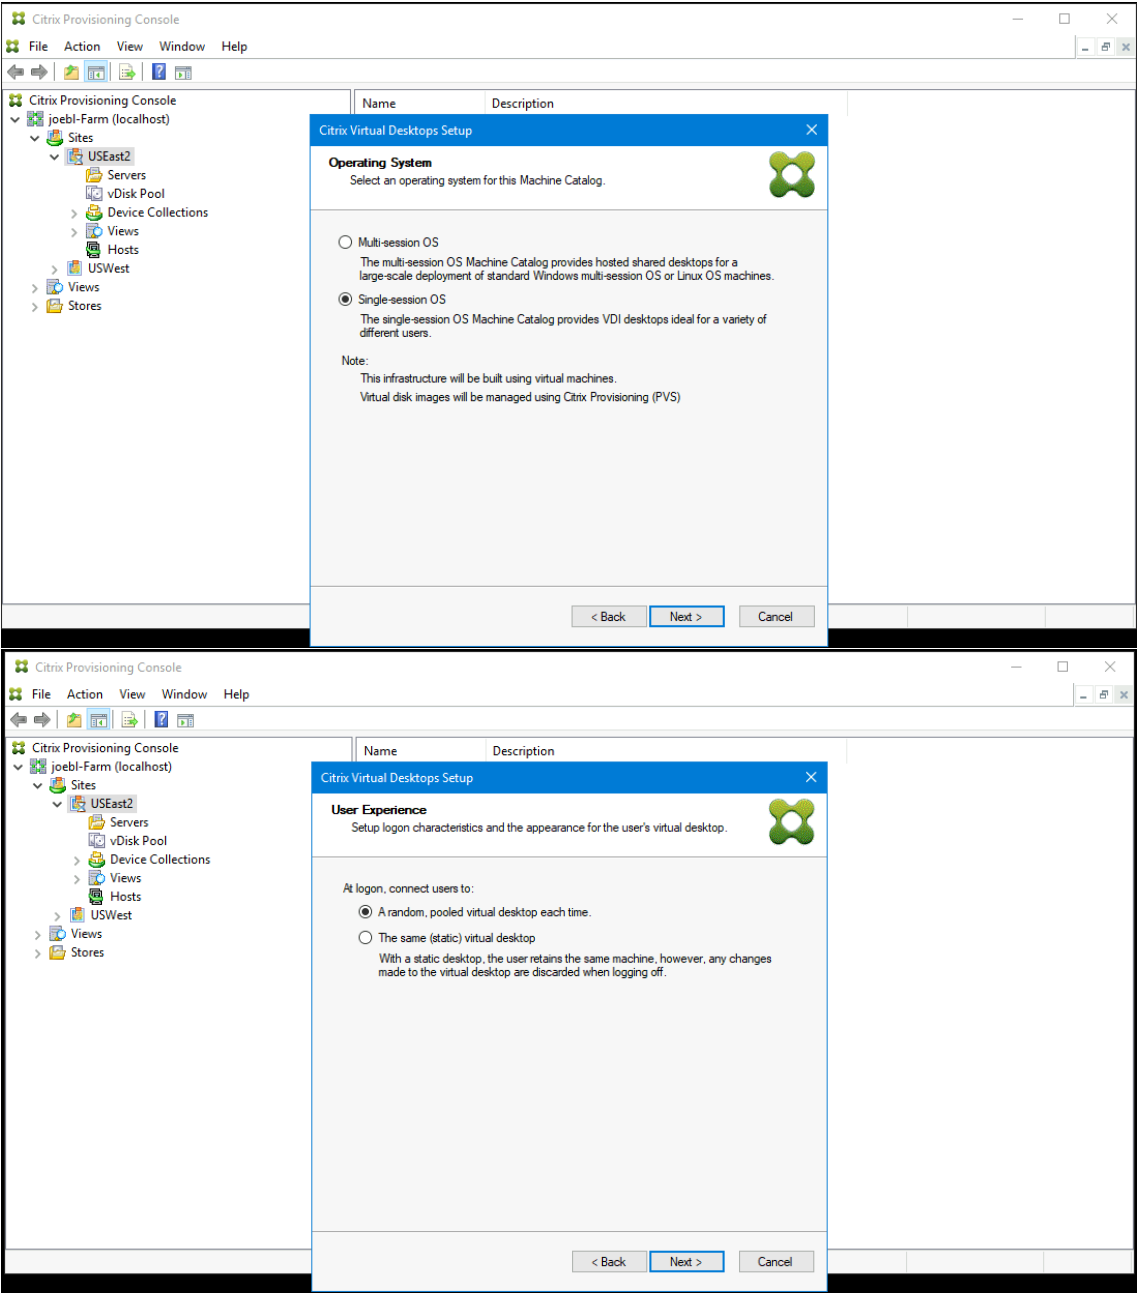 Citrix Provisioning Console
File Action View Window Help
Citrix Provisioning Console
joebl-Farm (localhost)
Sites
USEast2
Servers
vDisk Pool
Device Collections
Views
Hosts
USWest
Views
Stores
Name Description
Citrix Virtual Desktops Setup
Operating System
Select an operating system for this Machine Catalog.
Multi-session OS
The multi-session OS Machine Catalog provides hosted shared desktops for a
large-scale deployment of standard Windows multi-session OS or Linux OS machines.
Single-session OS
The single-session OS Machine Catalog provides VDI desktops ideal for a variety of
different users.
Note:
This infrastructure will be built using virtual machines.
Virtual disk images will be managed using Citrix Provisioning (PVS)
< Back Next > Cancel
Citrix Provisioning Console
File Action View Window Help
Citrix Provisioning Console
joebl-Farm (localhost)
Sites
USEast2
Servers
vDisk Pool
Device Collections
Views
Hosts
USWest
Views
Stores
Name Description
Citrix Virtual Desktops Setup
User Experience
Setup logon characteristics and the appearance for the user's virtual desktop.
At logon, connect users to:
A random, pooled virtual desktop each time.
The same (static) virtual desktop
With a static desktop, the user retains the same machine, however, any changes
made to the virtual desktop are discarded when logging off.
< Back Next > Cancel